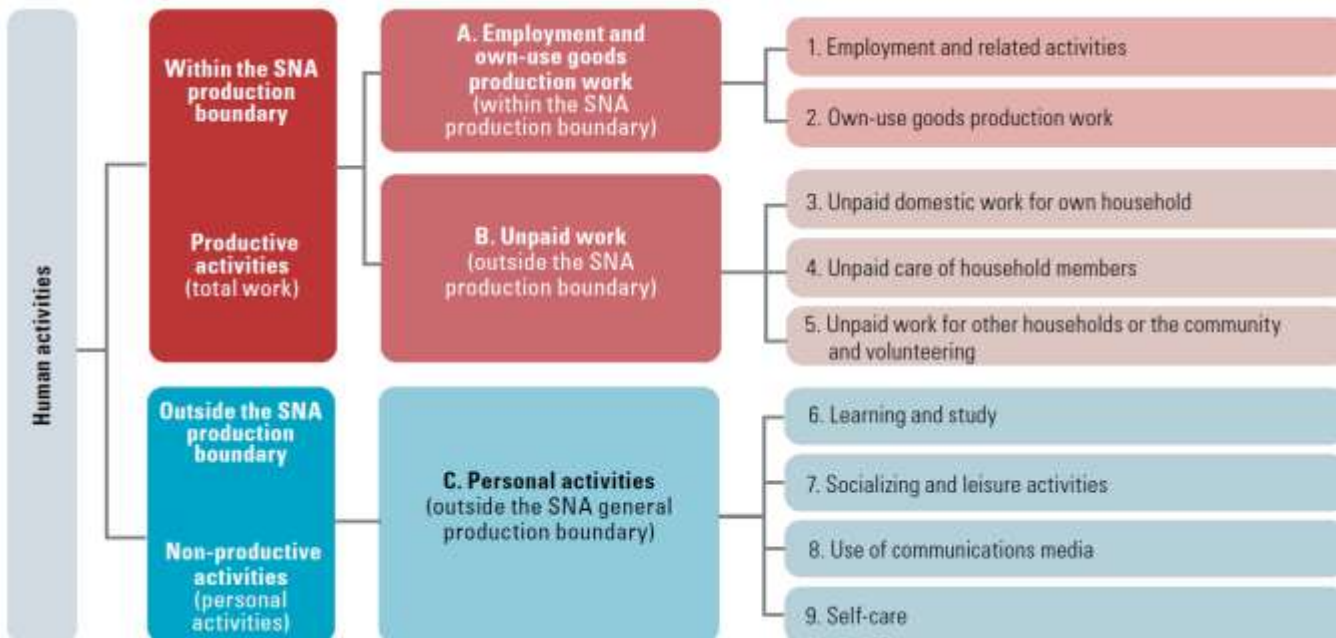 Human activities
Within the SNA
production
boundary
Productive
activities
(total work)
Outside the SNA
production
boundary
Non-productive
activities
(personal
activities)
A. Employment and
own-use goods
production work
(within the SNA
production boundary)
B. Unpaid work
(outside the SNA
production boundary)
C. Personal activities
(outside the SNA general
production boundary)
1. Employment and related activities
2. Own-use goods production work
3. Unpaid domestic work for own household
4. Unpaid care of household members
5. Unpaid work for other households or the community
and volunteering
6. Learning and study
7. Socializing and leisure activities
8. Use of communications media
9. Self-care